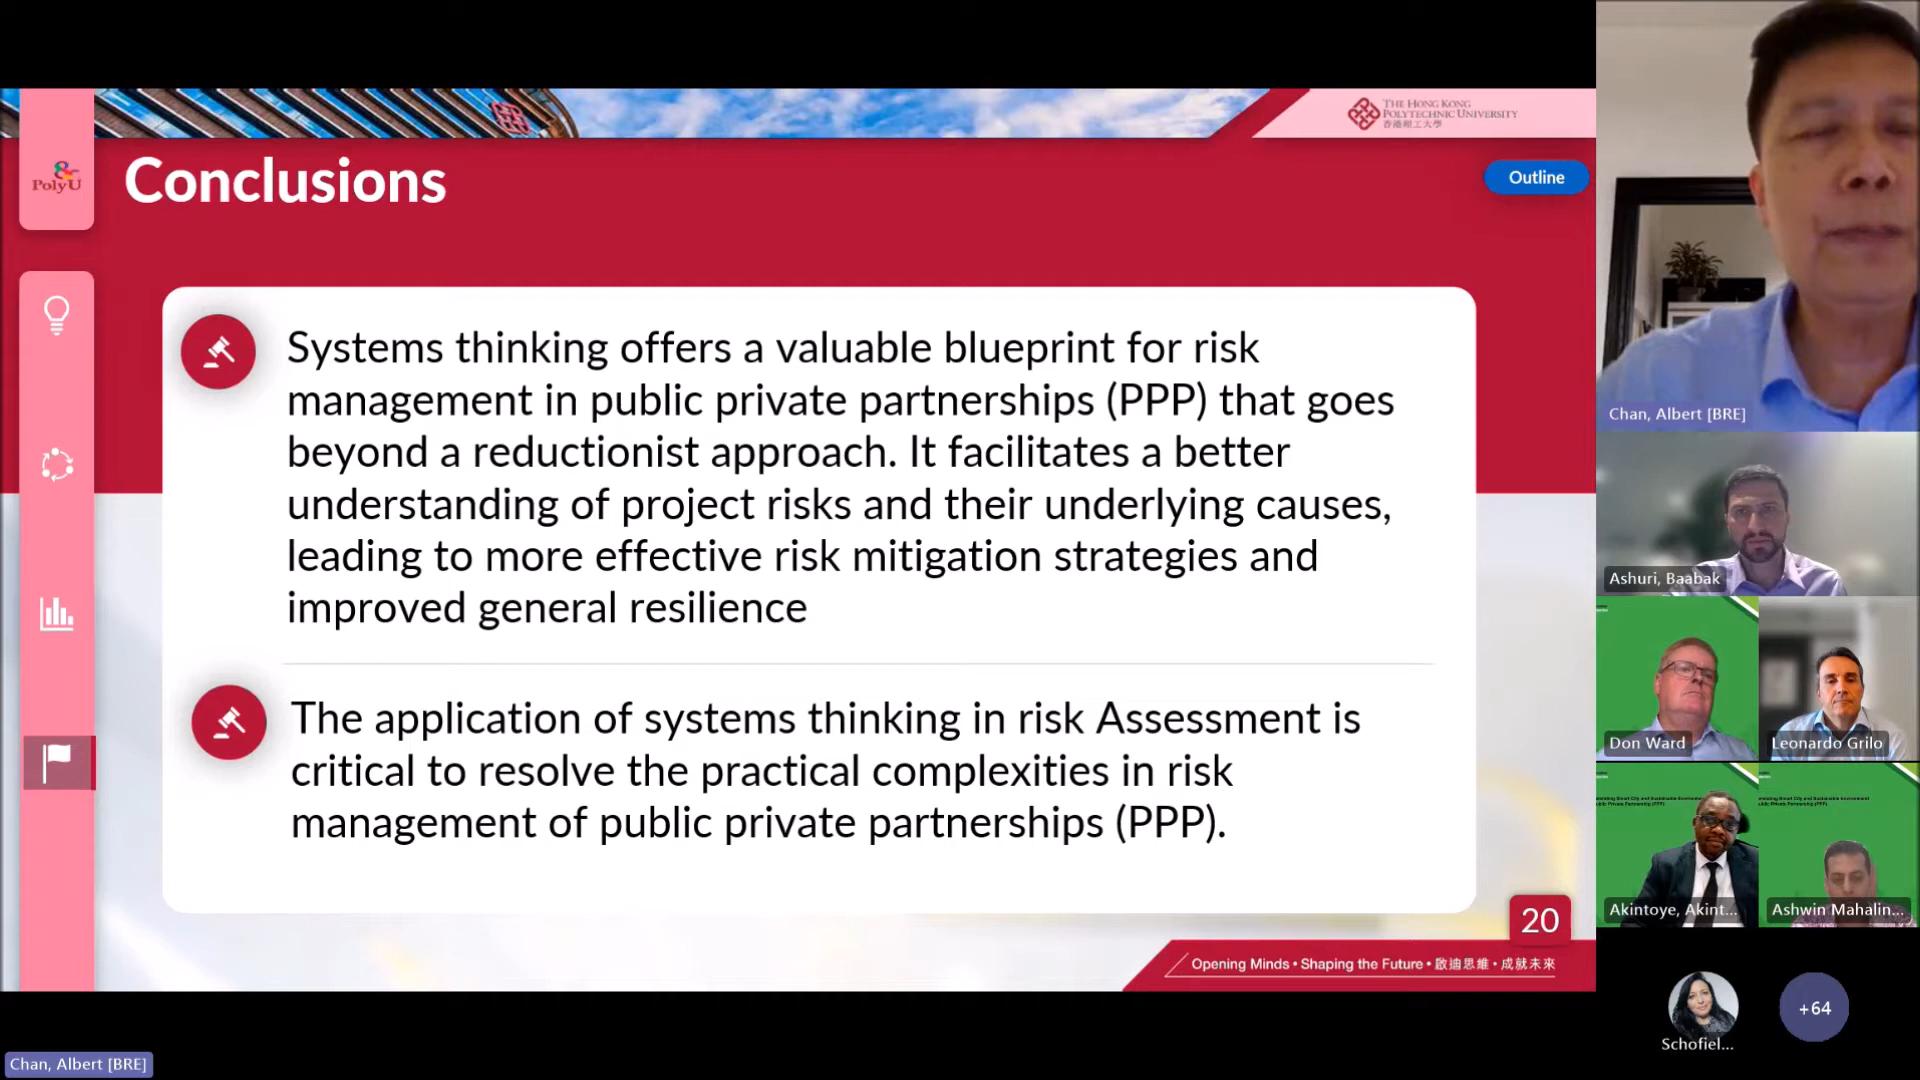 THE HONG KONG
POLYTECHNIC UNIVERSITY
香港理工大學
PolyU
Conclusions
Outline
Systems thinking offers a valuable blueprint for risk
management in public private partnerships (PPP) that goes
beyond a reductionist approach. It facilitates a better
understanding of project risks and their underlying causes,
leading to more effective risk mitigation strategies and
improved general resilience
The application of systems thinking in risk Assessment is
critical to resolve the practical complexities in risk
management of public private partnerships (PPP).
20
Opening Minds • Shaping the Future • 啟迪思維 • 成就未來
Chan, Albert [BRE]
Chan, Albert [BRE]
Ashuri, Baabak
Don Ward
Leonardo Grilo
Akintoye, Akint...
Ashwin Mahalin...
Schofiel...
+64